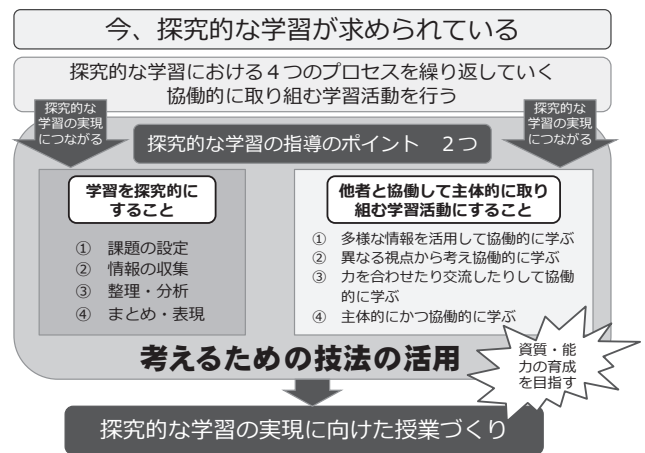 今、探究的な学習が求められている
探究的な学習における４つのプロセスを繰り返していく
協働的に取り組む学習活動を行う
探究的な
学習の実現
につながる
探究的な
学習の実現
につながる
探究的な学習の指導のポイント　２つ
学習を探究的に
すること
① 課題の設定
② 情報の収集
③ 整理・分析
④ まとめ・表現
他者と協働して主体的に取り
組む学習活動にすること
① 多様な情報を活用して協働的に学ぶ
② 異なる視点から考え協働的に学ぶ
③ 力を合わせたり交流したりして協働
的に学ぶ
④ 主体的にかつ協働的に学ぶ
考えるための技法の活用
資質・能
力の育成
を目指す
探究的な学習の実現に向けた授業づくり